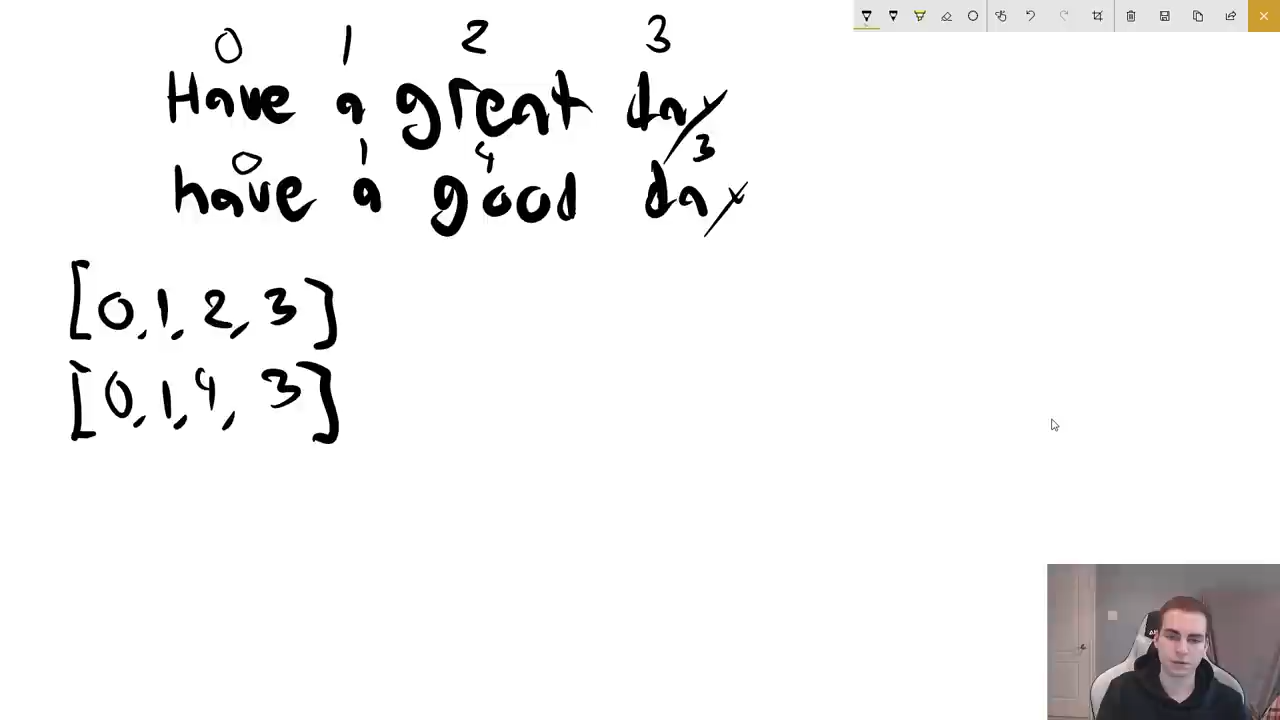 0 1 2 3
Have a great day
0 1 4 3
have a good day
[0,1,2,3]
[0,1,4,3]